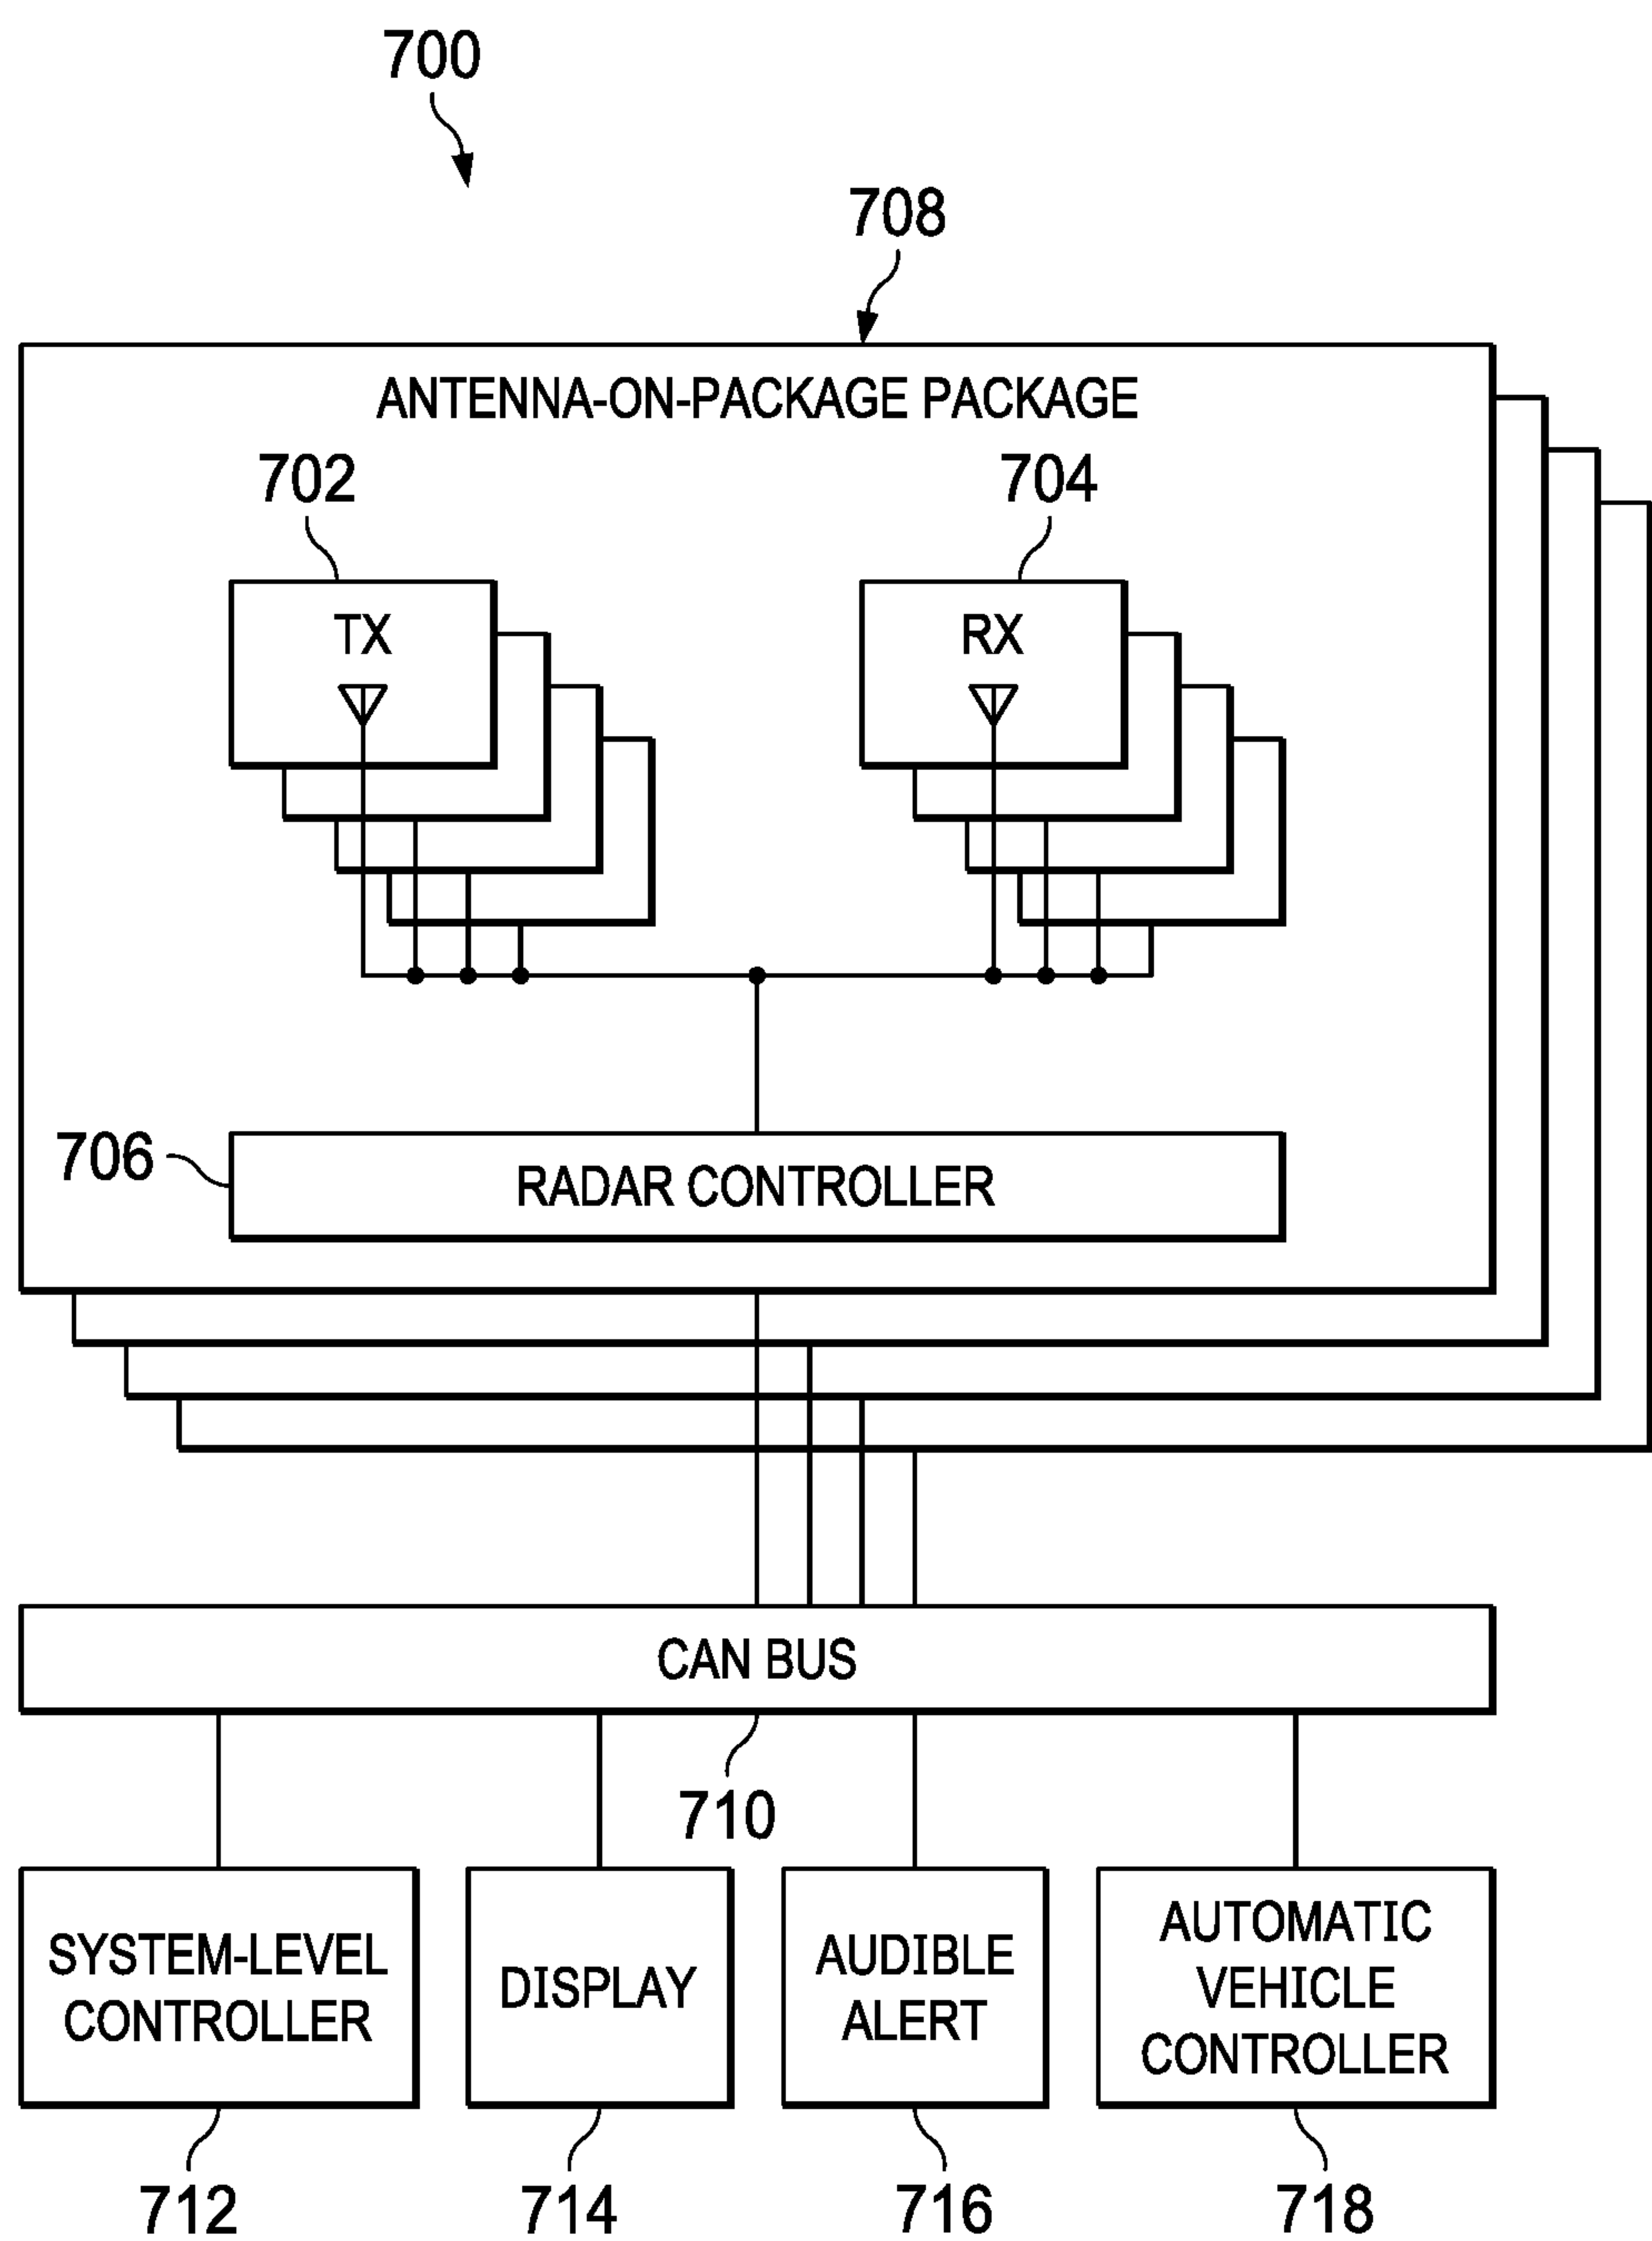 700
708
ANTENNA-ON-PACKAGE PACKAGE
702
704
TX
RX
706
RADAR CONTROLLER
CAN BUS
710
SYSTEM-LEVEL
CONTROLLER
DISPLAY
AUDIBLE
ALERT
AUTOMATIC
VEHICLE
CONTROLLER
712
714
716
718